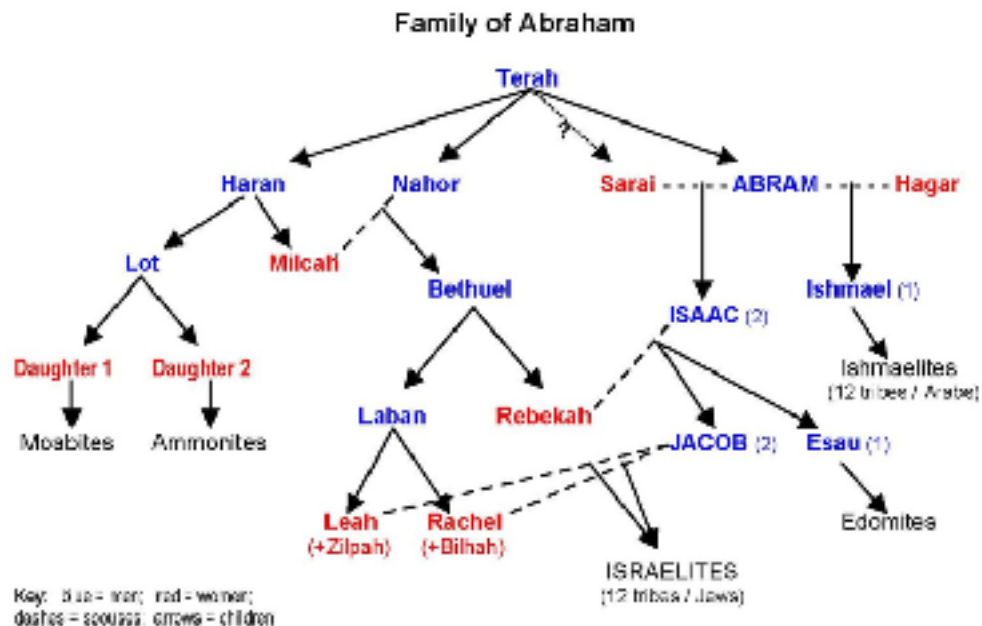 Family of Abraham
Terah
?
Haran Nahor Sarai ABRAM Hagar
Lot Milcah
Bethuel Ishmael (1)
ISAAC (2)
Daughter 1 Daughter 2 Ishmaelites
(12 tribes / Arabs)
Laban Rebekah
Moabites Ammonites JACOB (2) Esau (1)
Leah Rachel Edomites
(+Zilpah) (+Bilhah)
ISRAELITES
(12 tribes / Jews)
Key: blue = men; red = women;
dashes = spouses; arrows = children